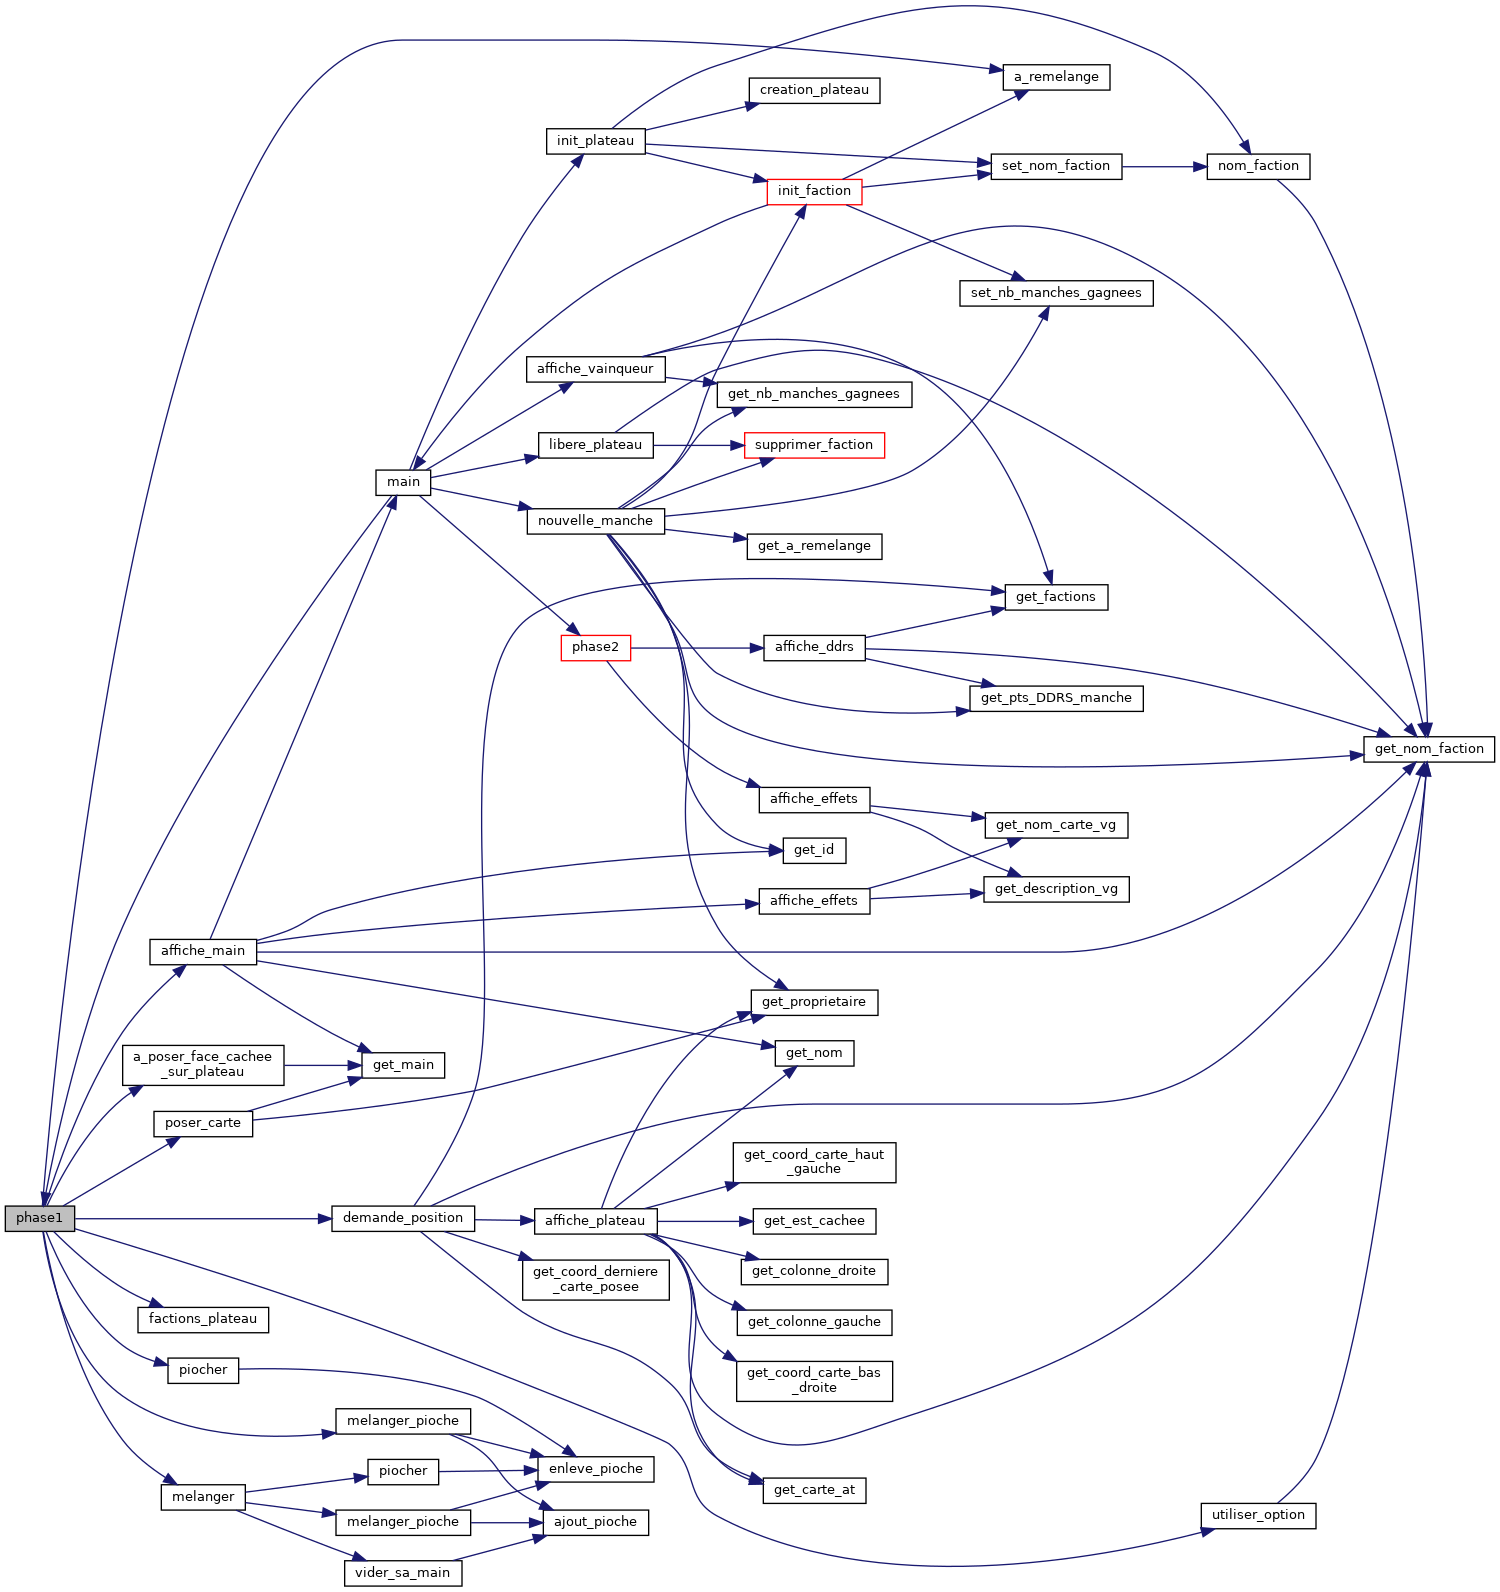 a_remelange
creation_plateau
init_plateau
set_nom_faction
nom_faction
init_faction
set_nb_manches_gagnees
affiche_vainqueur
get_nb_manches_gagnees
libere_plateau
supprimer_faction
main
nouvelle_manche
get_a_remelange
get_factions
phase2
affiche_ddrs
get_pts_DDRS_manche
get_nom_faction
affiche_effets
get_nom_carte_vg
get_id
get_description_vg
affiche_effets
affiche_main
get_proprietaire
get_nom
a_poser_face_cachee
_sur_plateau
get_main
poser_carte
get_coord_carte_haut
_gauche
phase1
demande_position
affiche_plateau
get_est_cachee
get_coord_derniere
_carte_posee
get_colonne_droite
factions_plateau
get_colonne_gauche
piocher
get_coord_carte_bas
_droite
melanger_pioche
piocher
enleve_pioche
melanger
get_carte_at
utiliser_option
melanger_pioche
ajout_pioche
vider_sa_main